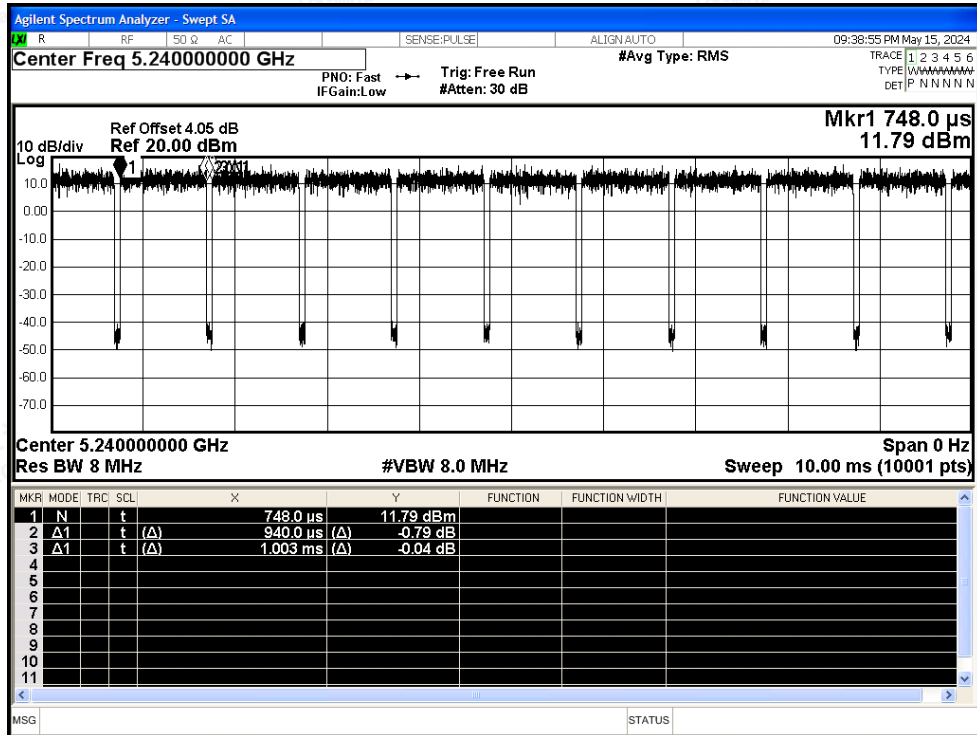 Agilent Spectrum Analyzer - Swept SA
LXI R RF 50 Ω AC SENSE:PULSE ALIGN AUTO 09:38:55 PM May 15, 2024
Center Freq 5.240000000 GHz
PNO: Fast
IFGain:Low
Trig: Free Run
#Atten: 30 dB
#Avg Type: RMS
TRACE 1 2 3 4 5 6
TYPE W
DET P N N N N N
Mkr1 748.0 µs
11.79 dBm
Ref Offset 4.05 dB
10 dB/div Ref 20.00 dBm
Log
1
10.0
0.00
-10.0
-20.0
-30.0
-40.0
-50.0
-60.0
-70.0
Center 5.240000000 GHz Span 0 Hz
Res BW 8 MHz #VBW 8.0 MHz Sweep 10.00 ms (10001 pts)
MKR MODE TRC SCL X Y FUNCTION FUNCTION WIDTH FUNCTION VALUE
1 N t 748.0 µs 11.79 dBm
2 Δ1 t (Δ) 940.0 µs (Δ) -0.79 dB
3 Δ1 t (Δ) 1.003 ms (Δ) -0.04 dB
4
5
6
7
8
9
10
11
MSG STATUS